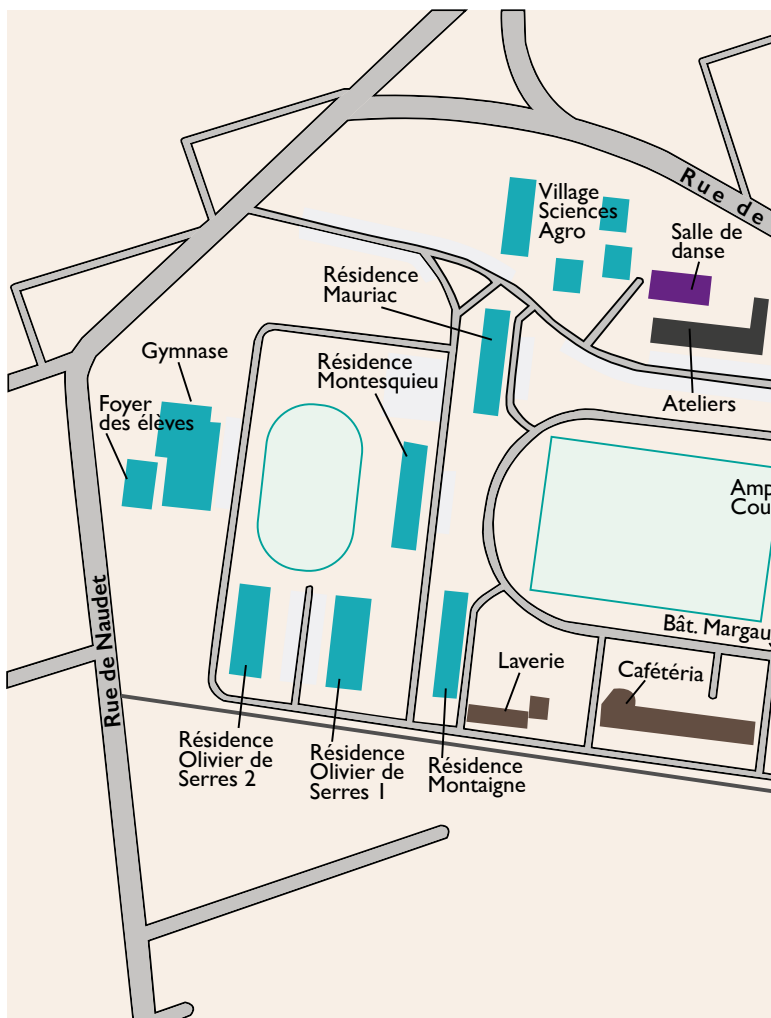 Rue de
Village
Sciences
Agro
Salle de
danse
Résidence
Mauriac
Gymnase
Résidence
Montesquieu
Ateliers
Foyer
des élèves
Amp
Cou
Rue de Naudet
Bât. Margau
Laverie
Cafétéria
Résidence
Olivier de
Serres 2
Résidence
Olivier de
Serres 1
Résidence
Montaigne